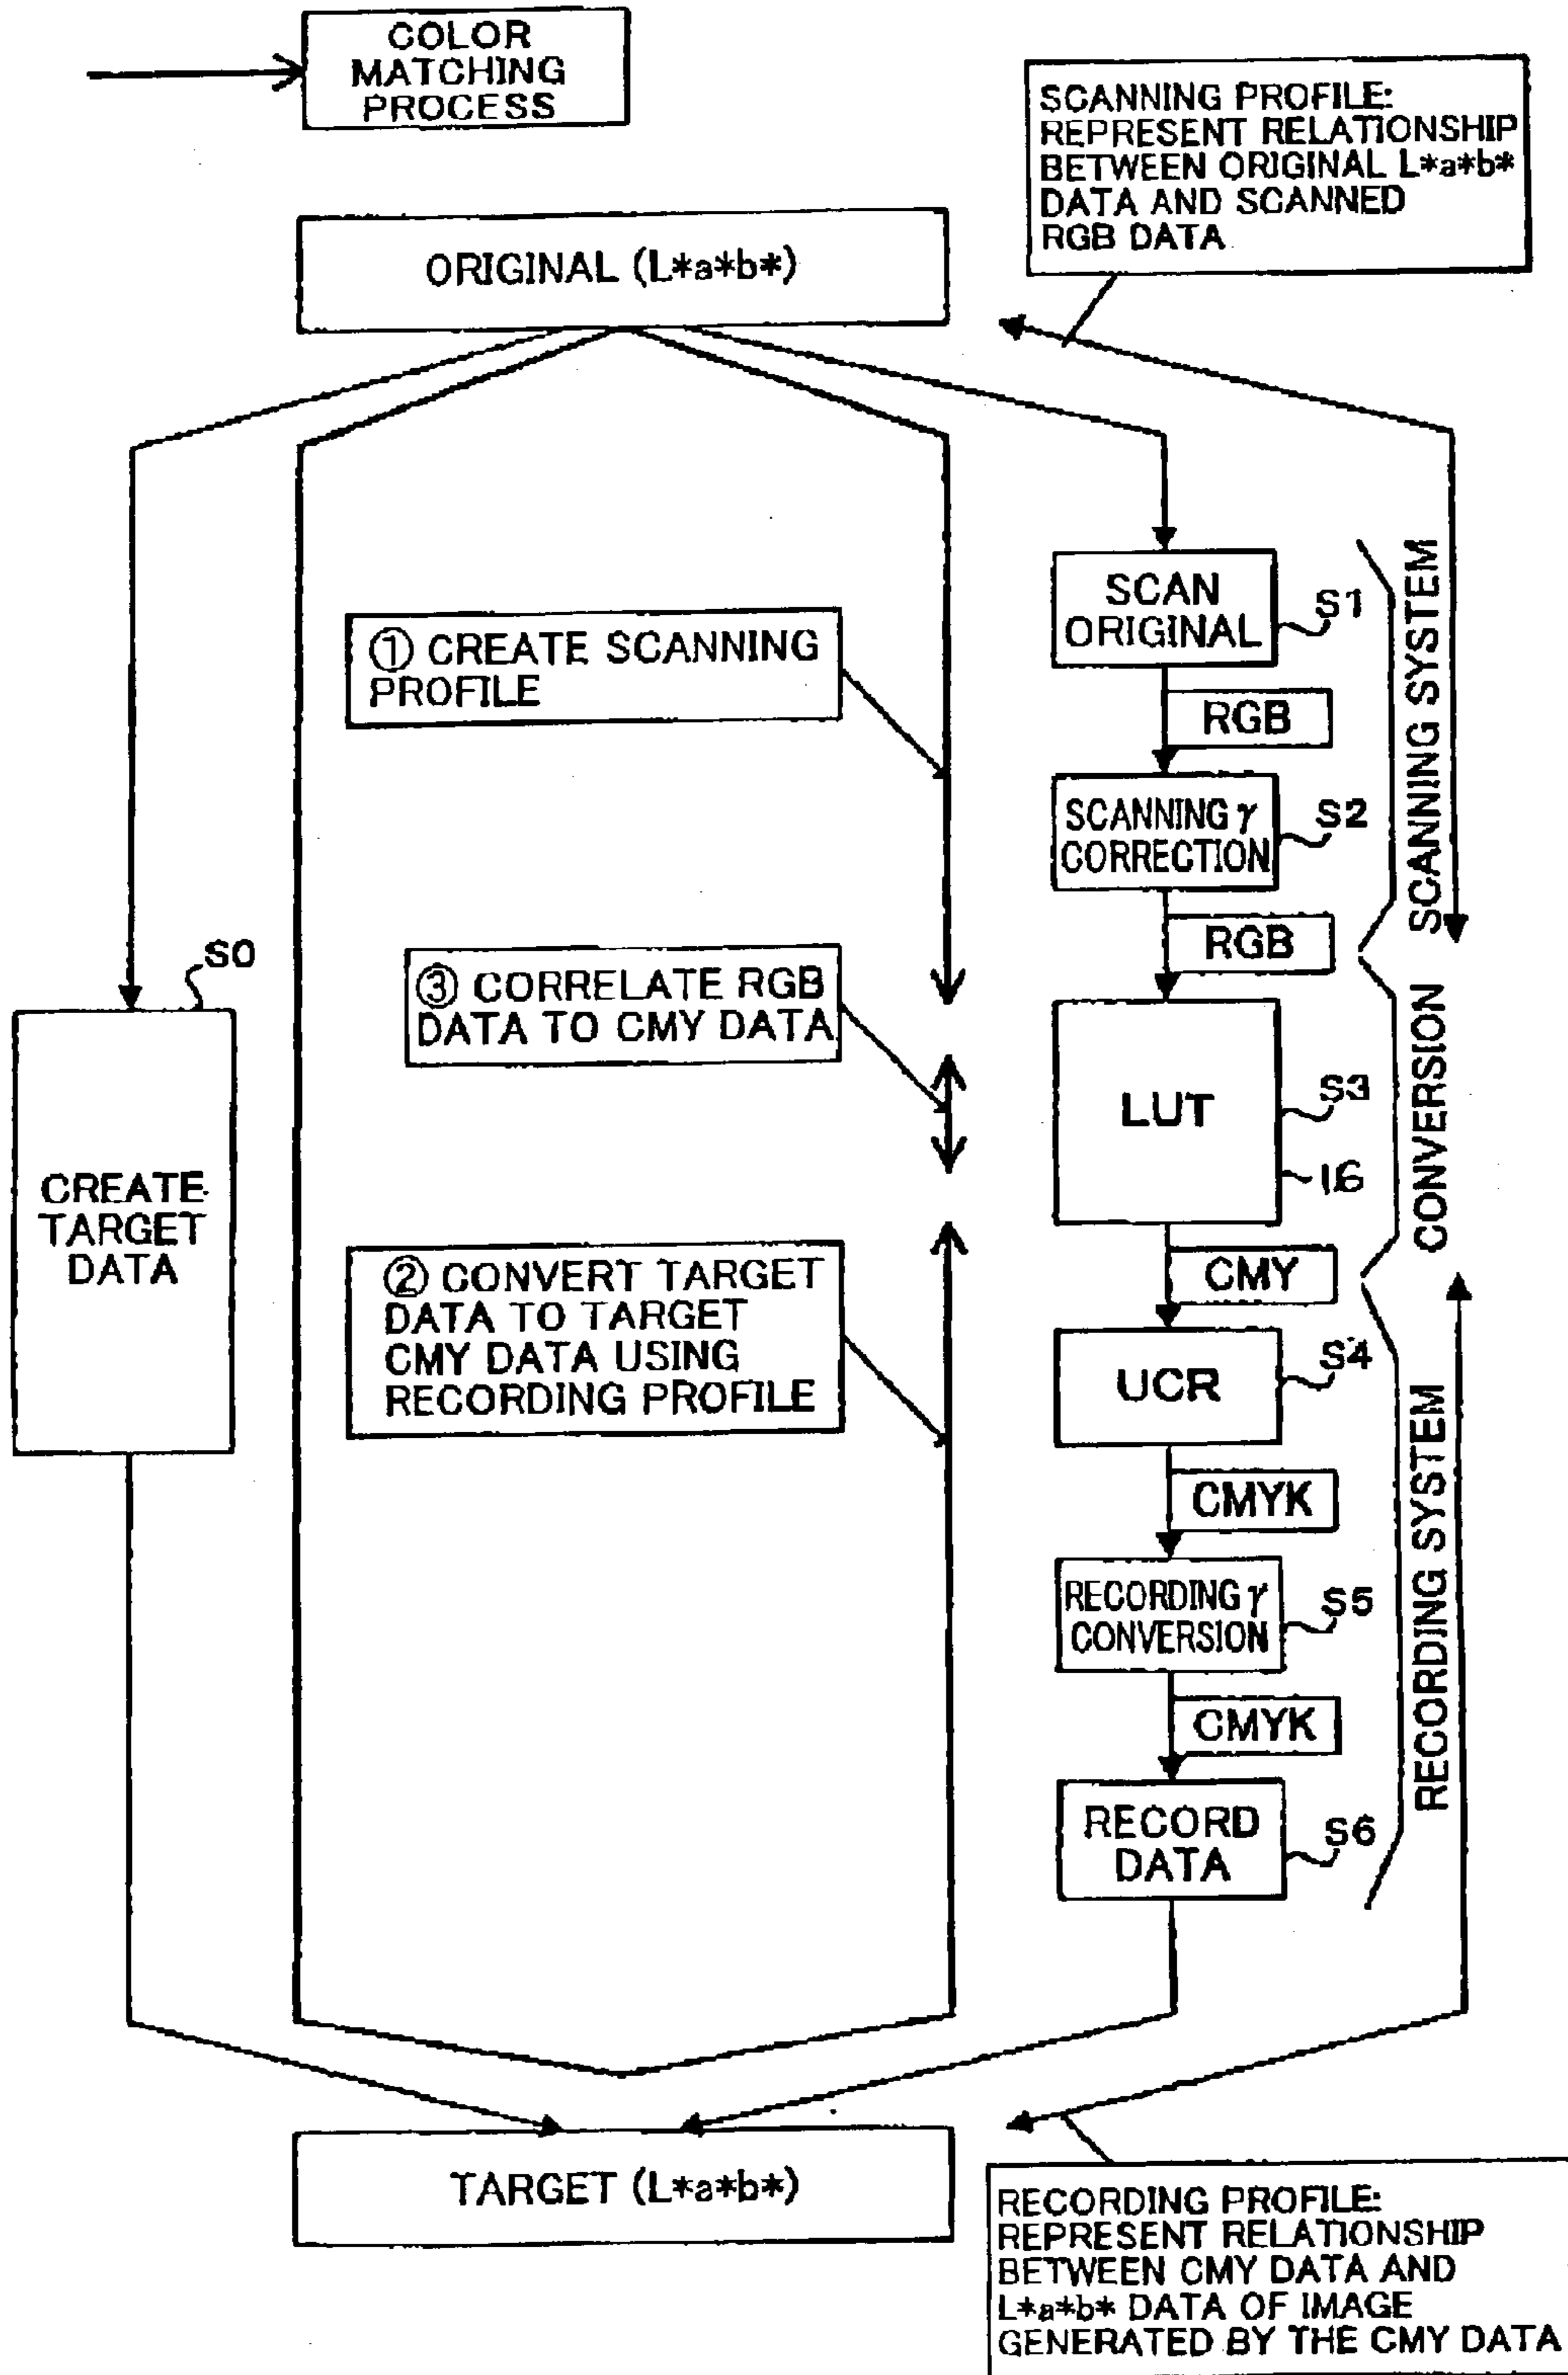 COLOR
MATCHING
PROCESS
SCANNING PROFILE:
REPRESENT RELATIONSHIP
BETWEEN ORIGINAL L*a*b*
DATA AND SCANNED
RGB DATA
ORIGINAL (L*a*b*)
SCAN
ORIGINAL
S1
① CREATE SCANNING
PROFILE
RGB
SCANNING γ
CORRECTION
S2
SCANNING SYSTEM
RGB
S0
③ CORRELATE RGB
DATA TO CMY DATA
CREATE
TARGET
DATA
LUT
S3
16
CONVERSION
CMY
② CONVERT TARGET
DATA TO TARGET
CMY DATA USING
RECORDING PROFILE
UCR
S4
CMYK
RECORDING γ
CONVERSION
S5
RECORDING SYSTEM
CMYK
RECORD
DATA
S6
TARGET (L*a*b*)
RECORDING PROFILE:
REPRESENT RELATIONSHIP
BETWEEN CMY DATA AND
L*a*b* DATA OF IMAGE
GENERATED BY THE CMY DATA